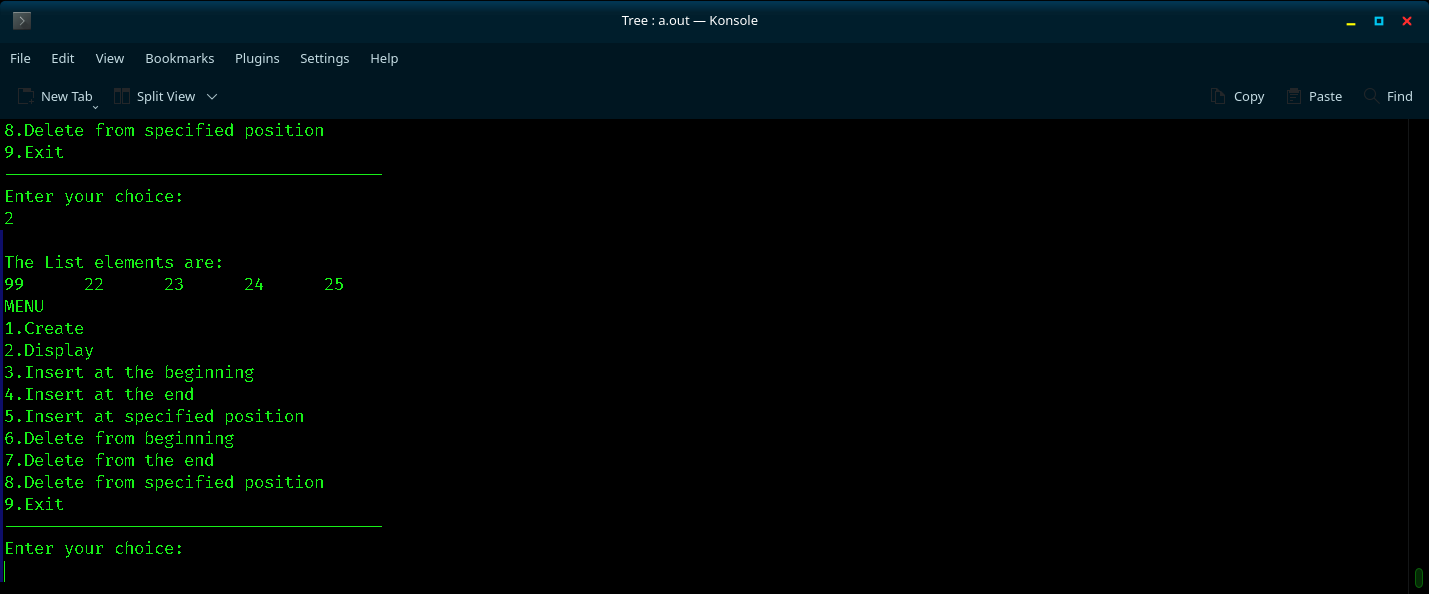 Tree : a.out — Konsole
File Edit View Bookmarks Plugins Settings Help
New Tab Split View Copy Paste Find
8.Delete from specified position
9.Exit
Enter your choice:
2
The List elements are:
99 22 23 24 25
MENU
1.Create
2.Display
3.Insert at the beginning
4.Insert at the end
5.Insert at specified position
6.Delete from beginning
7.Delete from the end
8.Delete from specified position
9.Exit
Enter your choice: